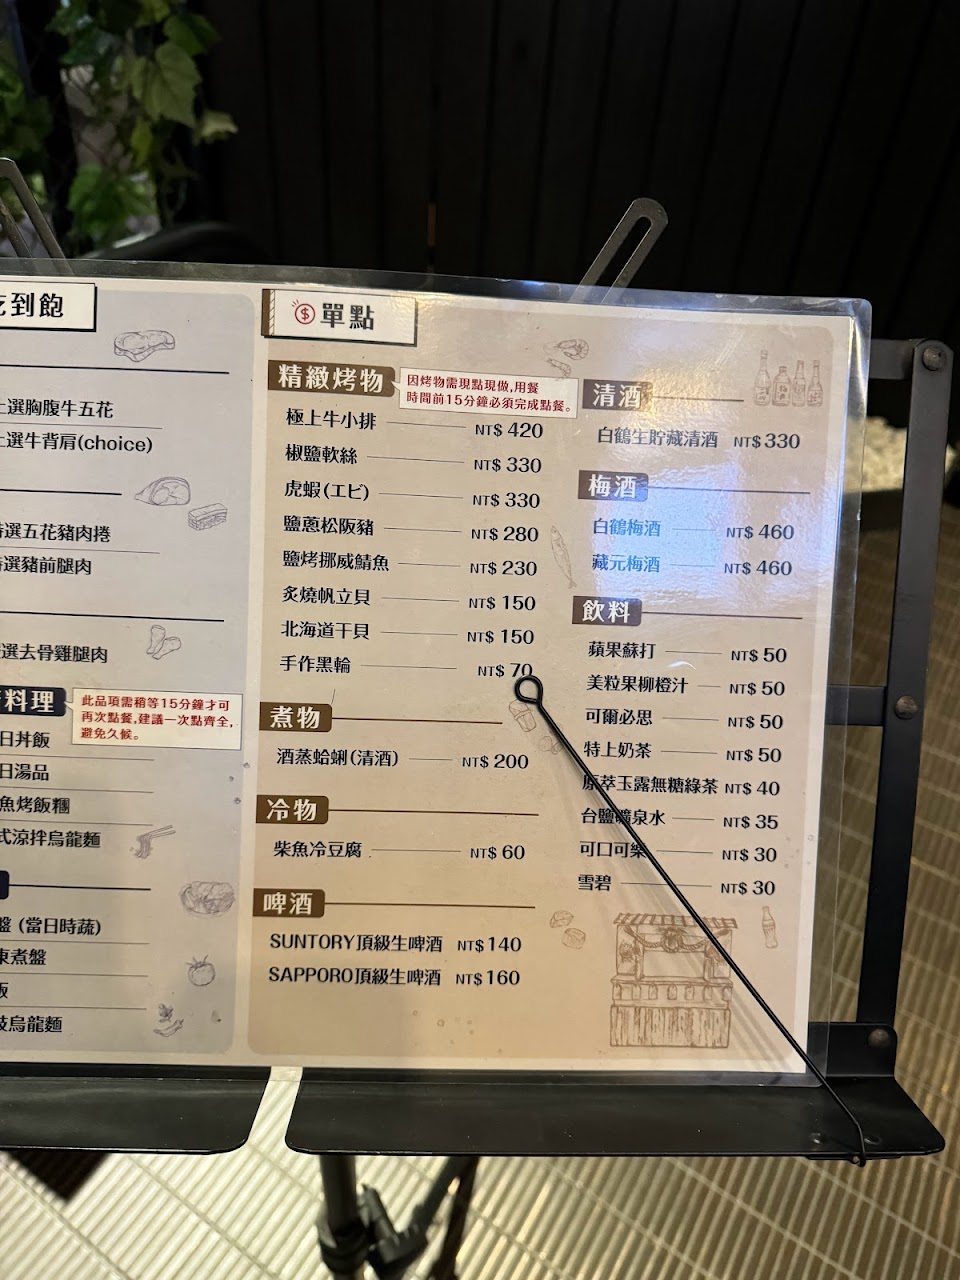 到飽
選胸腹牛五花
選牛背肩(choice)
選五花豬肉捲
選豬前腿肉
選去骨雞腿肉
料理
此品項需稍等15分鐘才可
再次點餐,建議一次點齊全,
避免久候。
日丼飯
日湯品
魚烤飯糰
式涼拌烏龍麵
盤 (當日時蔬)
煮盤
飯
烏龍麵
$ 單點
精緻烤物
因烤物需現點現做,用餐
時間前15分鐘必須完成點餐。
極上牛小排 NT$ 420
椒鹽軟絲 NT$ 330
虎蝦(エビ) NT$ 330
鹽蔥松阪豬 NT$ 280
鹽烤挪威鯖魚 NT$ 230
炙燒帆立貝 NT$ 150
北海道干貝 NT$ 150
手作黑輪 NT$ 70
煮物
酒蒸蛤蜊(清酒) NT$ 200
冷物
柴魚冷豆腐 NT$ 60
啤酒
SUNTORY頂級生啤酒 NT$ 140
SAPPORO頂級生啤酒 NT$ 160
清酒
白鶴生貯藏清酒 NT$ 330
梅酒
白鶴梅酒 NT$ 460
藏元梅酒 NT$ 460
飲料
蘋果蘇打 NT$ 50
美粒果柳橙汁 NT$ 50
可爾必思 NT$ 50
特上奶茶 NT$ 50
原萃玉露無糖綠茶 NT$ 40
台鹽礦泉水 NT$ 35
可口可樂 NT$ 30
雪碧 NT$ 30